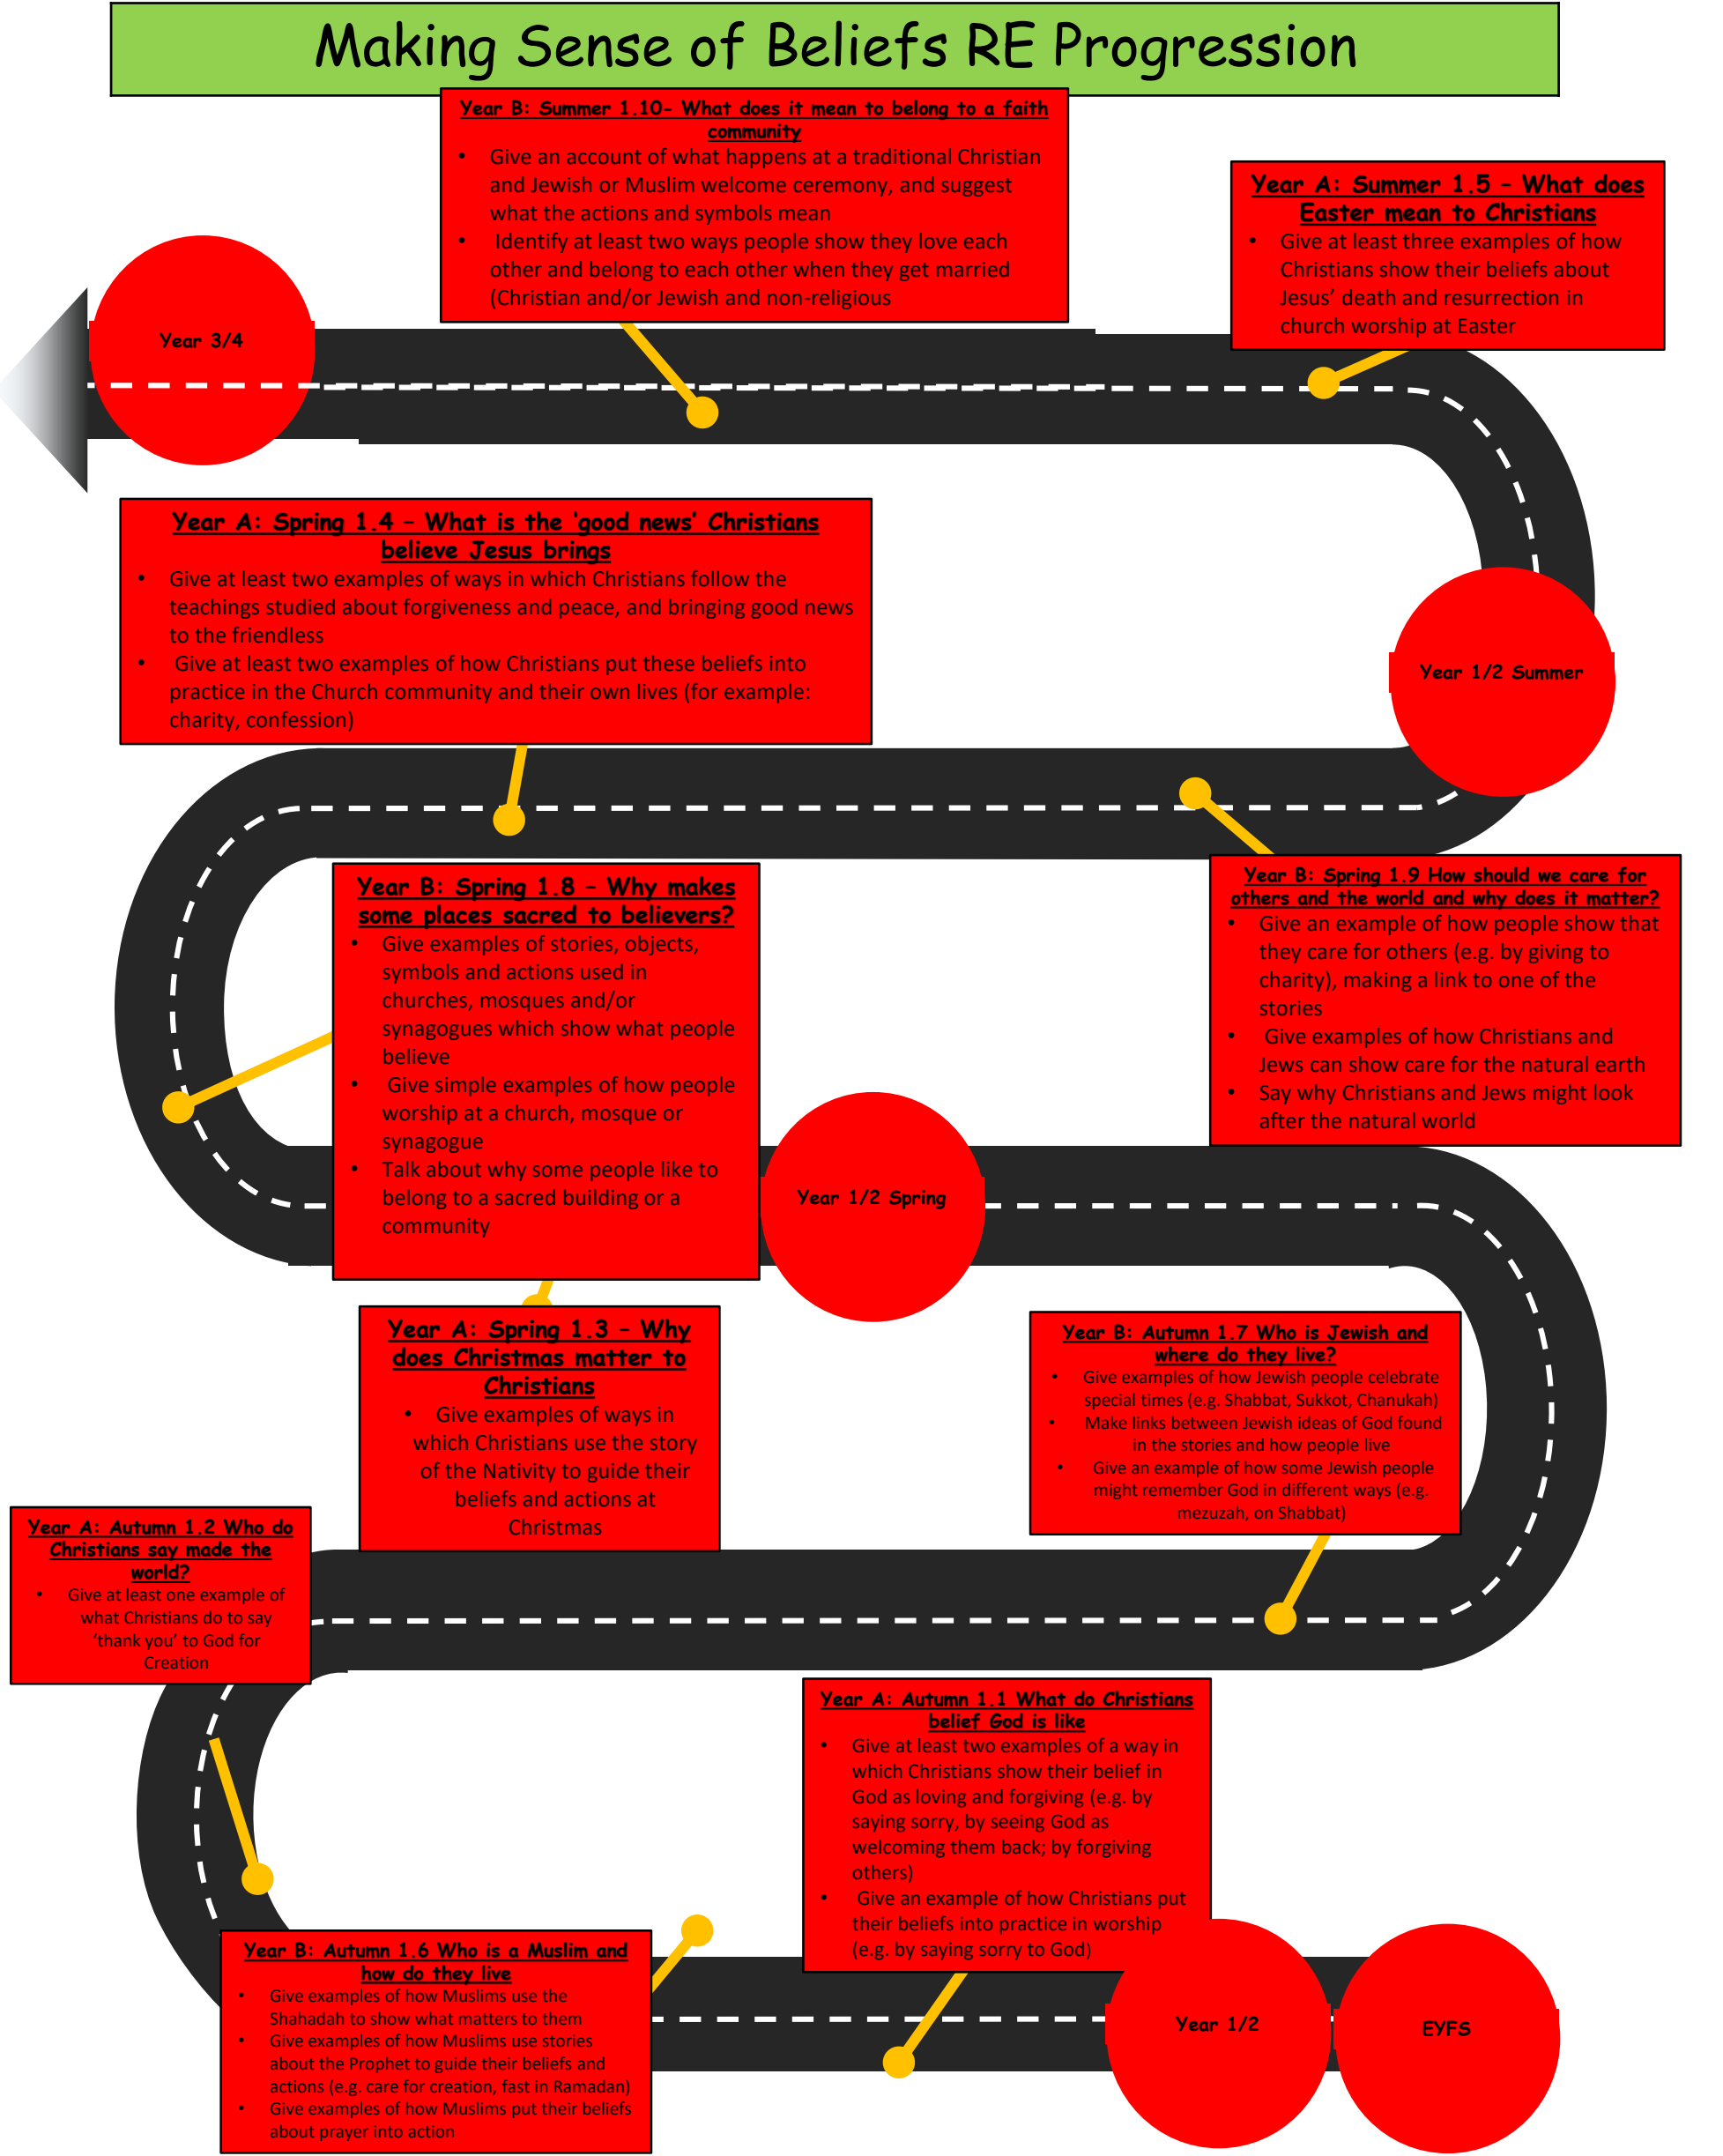 Making Sense of Beliefs RE Progression
Year B: Summer 1.10- What does it mean to belong to a faith
community
• Give an account of what happens at a traditional Christian
and Jewish or Muslim welcome ceremony, and suggest
what the actions and symbols mean
• Identify at least two ways people show they love each
other and belong to each other when they get married
(Christian and/or Jewish and non-religious
Year A: Summer 1.5 – What does
Easter mean to Christians
• Give at least three examples of how
Christians show their beliefs about
Jesus’ death and resurrection in
church worship at Easter
Year 3/4
Year A: Spring 1.4 – What is the ‘good news’ Christians
believe Jesus brings
• Give at least two examples of ways in which Christians follow the
teachings studied about forgiveness and peace, and bringing good news
to the friendless
• Give at least two examples of how Christians put these beliefs into
practice in the Church community and their own lives (for example:
charity, confession)
Year 1/2 Summer
Year B: Spring 1.8 – Why makes
some places sacred to believers?
• Give examples of stories, objects,
symbols and actions used in
churches, mosques and/or
synagogues which show what people
believe
• Give simple examples of how people
worship at a church, mosque or
synagogue
• Talk about why some people like to
belong to a sacred building or a
community
Year B: Spring 1.9 How should we care for
others and the world and why does it matter?
• Give an example of how people show that
they care for others (e.g. by giving to
charity), making a link to one of the
stories
• Give examples of how Christians and
Jews can show care for the natural earth
• Say why Christians and Jews might look
after the natural world
Year 1/2 Spring
Year A: Spring 1.3 – Why
does Christmas matter to
Christians
• Give examples of ways in
which Christians use the story
of the Nativity to guide their
beliefs and actions at
Christmas
Year B: Autumn 1.7 Who is Jewish and
where do they live?
• Give examples of how Jewish people celebrate
special times (e.g. Shabbat, Sukkot, Chanukah)
• Make links between Jewish ideas of God found
in the stories and how people live
• Give an example of how some Jewish people
might remember God in different ways (e.g.
mezuzah, on Shabbat)
Year A: Autumn 1.2 Who do
Christians say made the
world?
• Give at least one example of
what Christians do to say
‘thank you’ to God for
Creation
Year A: Autumn 1.1 What do Christians
belief God is like
• Give at least two examples of a way in
which Christians show their belief in
God as loving and forgiving (e.g. by
saying sorry, by seeing God as
welcoming them back; by forgiving
others)
• Give an example of how Christians put
their beliefs into practice in worship
(e.g. by saying sorry to God)
Year B: Autumn 1.6 Who is a Muslim and
how do they live
• Give examples of how Muslims use the
Shahadah to show what matters to them
• Give examples of how Muslims use stories
about the Prophet to guide their beliefs and
actions (e.g. care for creation, fast in Ramadan)
• Give examples of how Muslims put their beliefs
about prayer into action
Year 1/2
EYFS